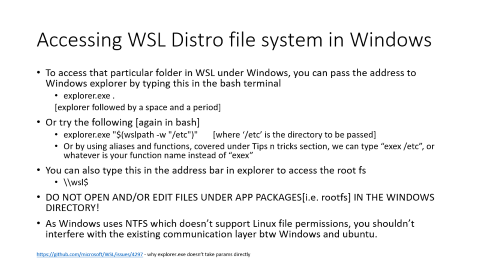 Accessing WSL Distro file system in Windows
• To access that particular folder in WSL under Windows, you can pass the address to
Windows explorer by typing this in the bash terminal
• explorer.exe .
[explorer followed by a space and a period]
• Or try the following [again in bash]
• explorer.exe "$(wslpath -w "/etc")" [where '/etc' is the directory to be passed]
• Or by using aliases and functions, covered under Tips n tricks section, we can type "exex /etc", or
whatever is your function name instead of "exex"
• You can also type this in the address bar in explorer to access the root fs
• \\wsl$
• DO NOT OPEN AND/OR EDIT FILES UNDER APP PACKAGES[i.e. rootfs] IN THE WINDOWS
DIRECTORY!
• As Windows uses NTFS which doesn't support Linux file permissions, you shouldn't
interfere with the existing communication layer btw Windows and ubuntu.
https://github.com/microsoft/WSL/issues/4297 - why explorer.exe doesn't take params directly